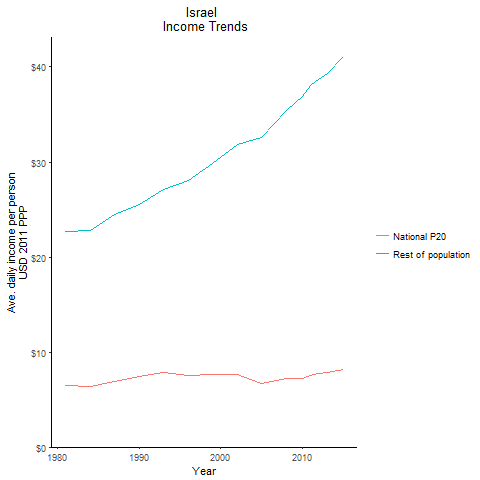 Israel
Income Trends
$40
$30
$20
$10
$0
Ave. daily income per person
USD 2011 PPP
1980
1990
2000
2010
Year
National P20
Rest of population